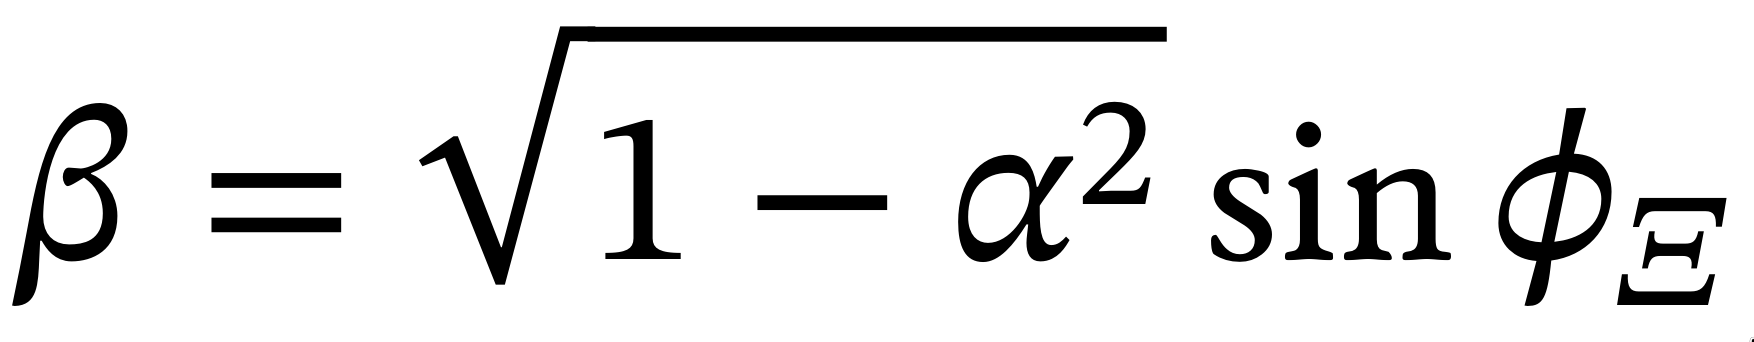 β = √(1 − α²) sin ϕ_Ξ